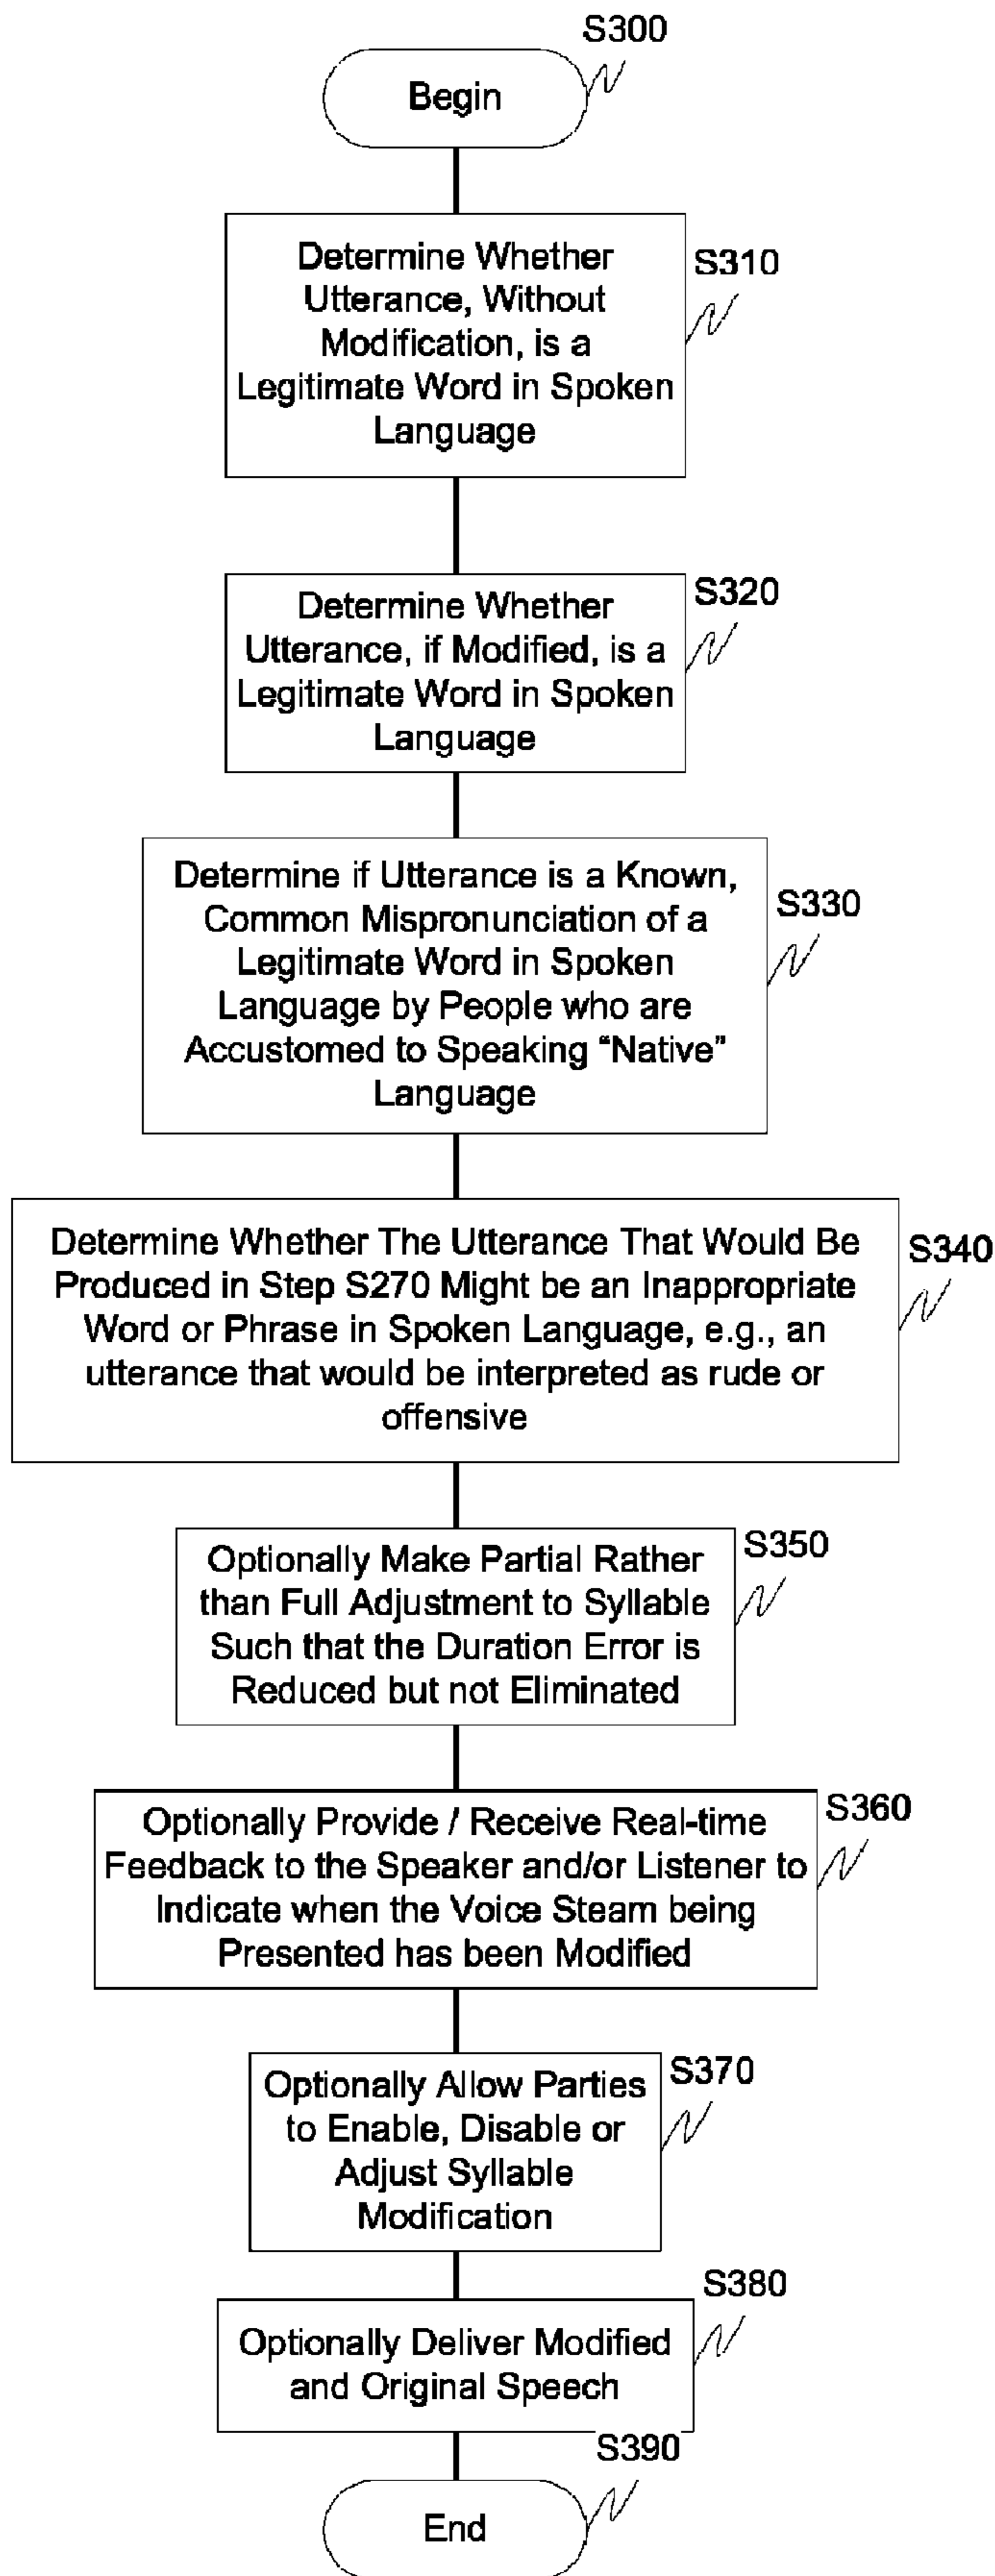 S300
Begin
Determine Whether
Utterance, Without
Modification, is a
Legitimate Word in Spoken
Language
S310
Determine Whether
Utterance, if Modified, is a
Legitimate Word in Spoken
Language
S320
Determine if Utterance is a Known,
Common Mispronunciation of a
Legitimate Word in Spoken
Language by People who are
Accustomed to Speaking “Native”
Language
S330
Determine Whether The Utterance That Would Be
Produced in Step S270 Might be an Inappropriate
Word or Phrase in Spoken Language, e.g., an
utterance that would be interpreted as rude or
offensive
S340
Optionally Make Partial Rather
than Full Adjustment to Syllable
Such that the Duration Error is
Reduced but not Eliminated
S350
Optionally Provide / Receive Real-time
Feedback to the Speaker and/or Listener to
Indicate when the Voice Steam being
Presented has been Modified
S360
Optionally Allow Parties
to Enable, Disable or
Adjust Syllable
Modification
S370
Optionally Deliver Modified
and Original Speech
S380
S390
End